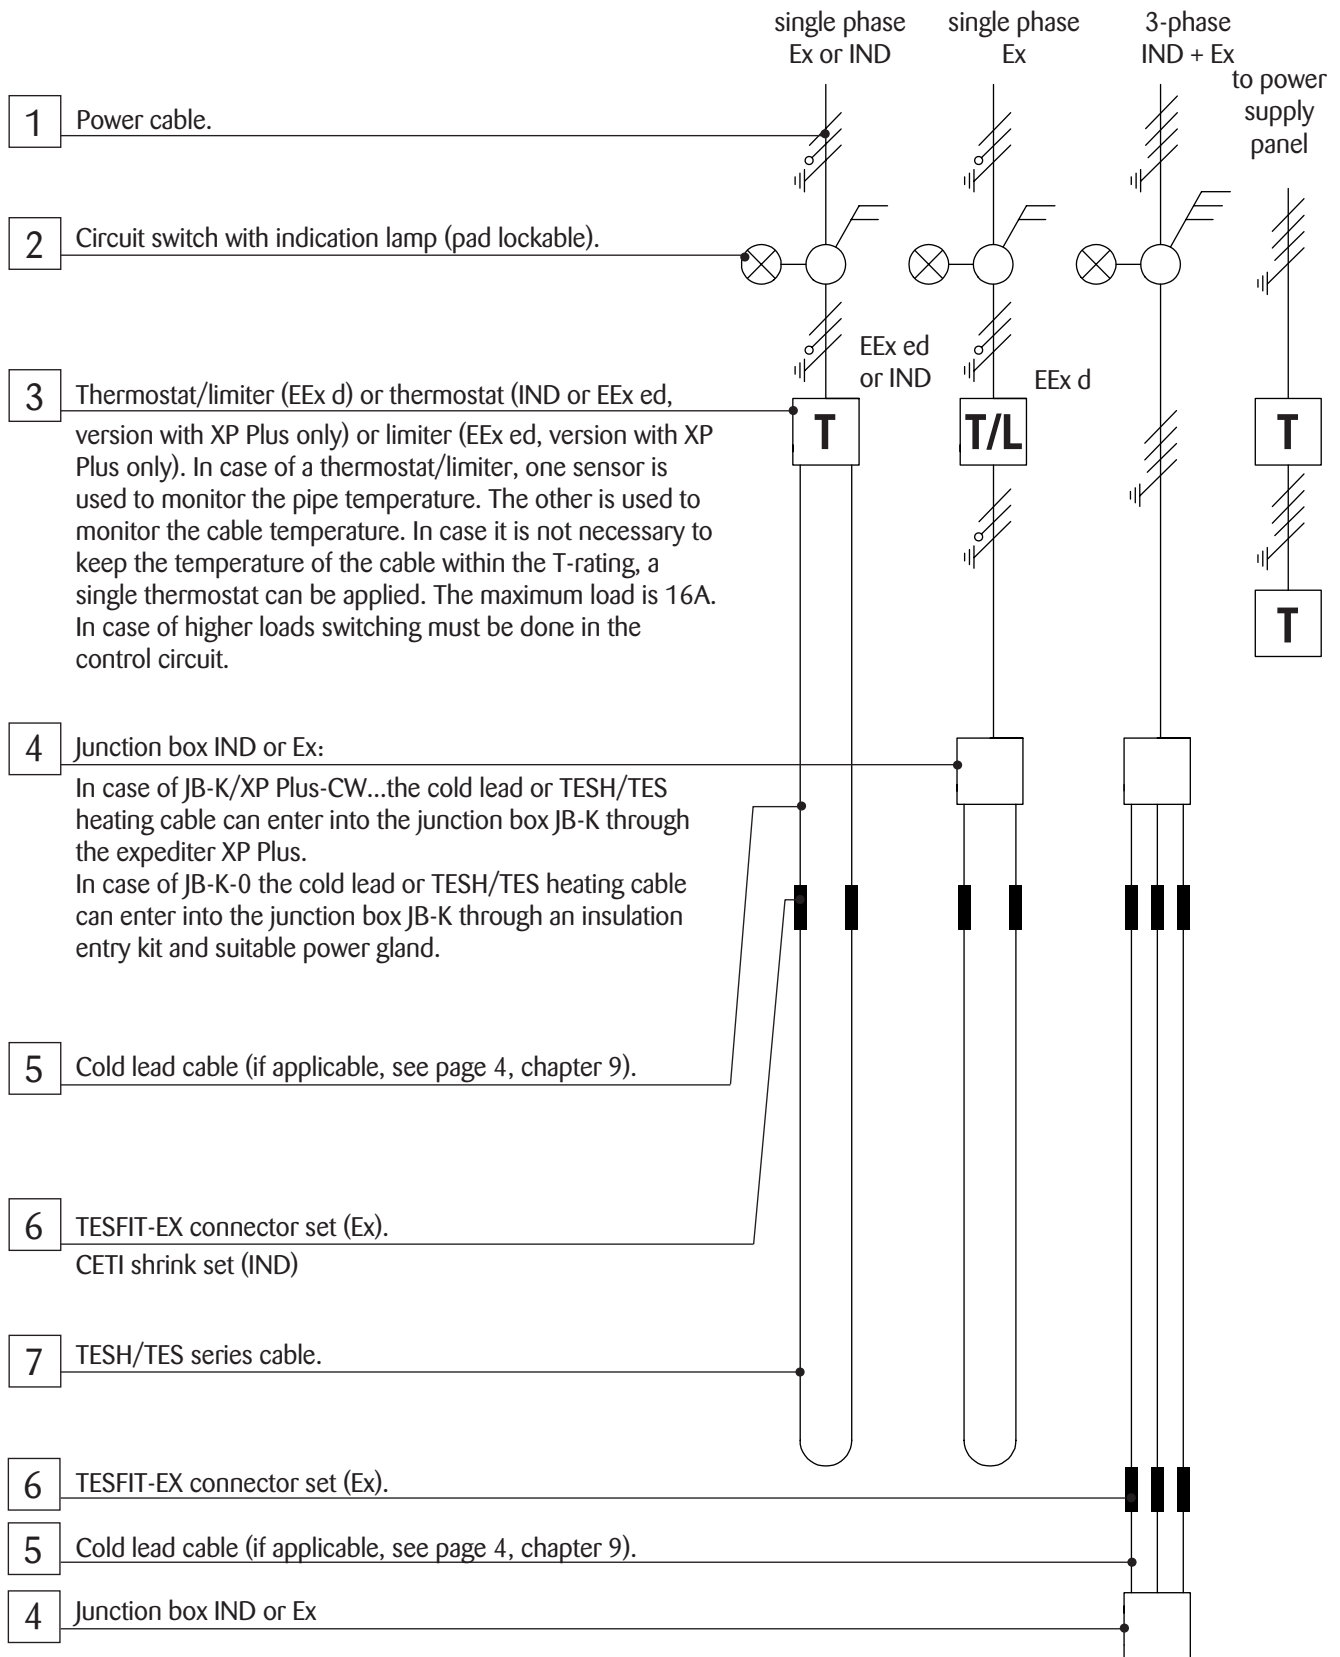 single phase
Ex or IND
single phase
Ex
3-phase
IND + Ex
to power
supply
panel
1
Power cable.
2
Circuit switch with indication lamp (pad lockable).
EEx ed
or IND
EEx d
3
Thermostat/limiter (EEx d) or thermostat (IND or EEx ed,
version with XP Plus only) or limiter (EEx ed, version with XP
Plus only). In case of a thermostat/limiter, one sensor is
used to monitor the pipe temperature. The other is used to
monitor the cable temperature. In case it is not necessary to
keep the temperature of the cable within the T-rating, a
single thermostat can be applied. The maximum load is 16A.
In case of higher loads switching must be done in the
control circuit.
T
T/L
T
T
4
Junction box IND or Ex:
In case of JB-K/XP Plus-CW...the cold lead or TESH/TES
heating cable can enter into the junction box JB-K through
the expediter XP Plus.
In case of JB-K-0 the cold lead or TESH/TES heating cable
can enter into the junction box JB-K through an insulation
entry kit and suitable power gland.
5
Cold lead cable (if applicable, see page 4, chapter 9).
6
TESFIT-EX connector set (Ex).
CETI shrink set (IND)
7
TESH/TES series cable.
6
TESFIT-EX connector set (Ex).
5
Cold lead cable (if applicable, see page 4, chapter 9).
4
Junction box IND or Ex